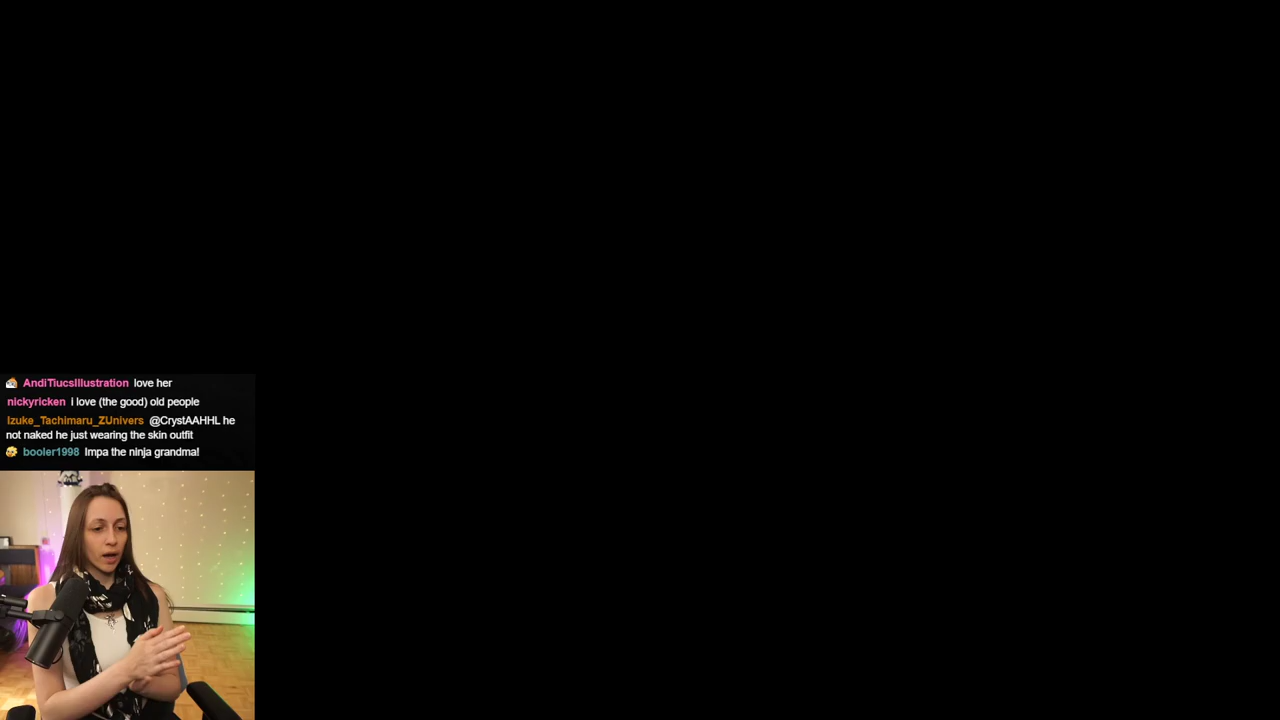 AndiTiucsIllustration love her
nickyricken i love (the good) old people
Izuke_Tachimaru_ZUnivers @CrystAAHHL he
not naked he just wearing the skin outfit
booler1998 Impa the ninja grandma!